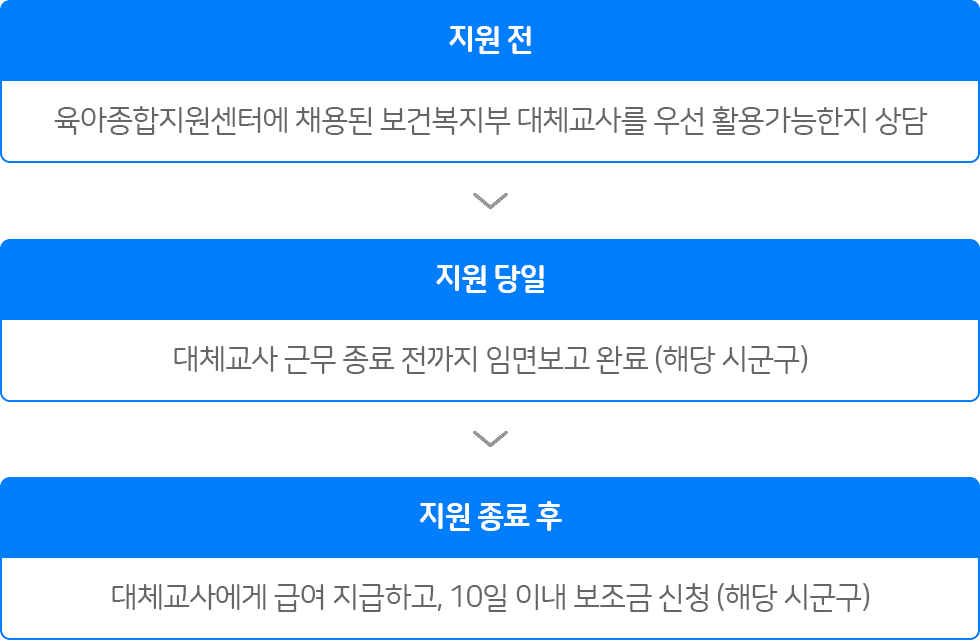 지원 전
육아종합지원센터에 채용된 보건복지부 대체교사를 우선 활용가능한지 상담
지원 당일
대체교사 근무 종료 전까지 임면보고 완료 (해당 시군구)
지원 종료 후
대체교사에게 급여 지급하고, 10일 이내 보조금 신청 (해당 시군구)